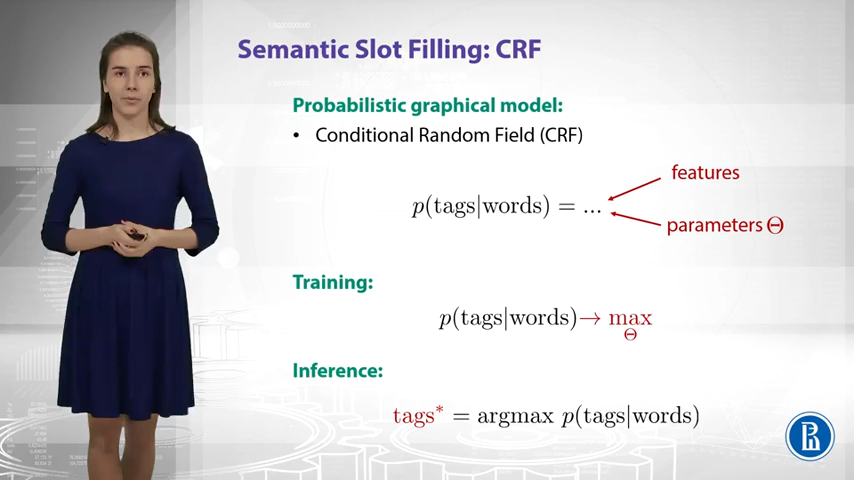 Semantic Slot Filling: CRF
Probabilistic graphical model:
• Conditional Random Field (CRF)
features
p(tags|words) = ...
parameters Θ
Training:
p(tags|words) → max
Θ
Inference:
tags* = argmax p(tags|words)